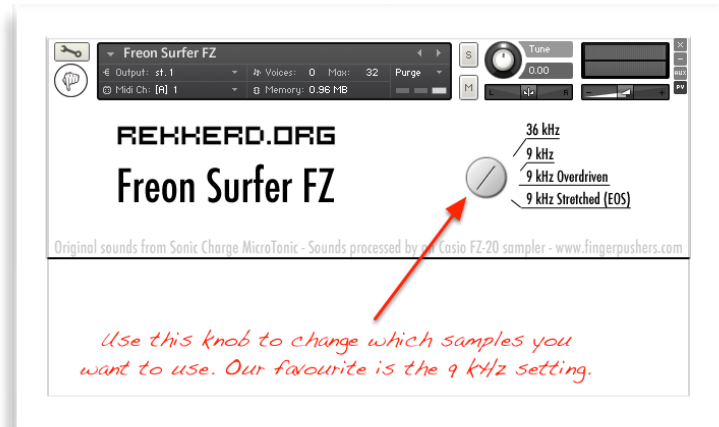 Freon Surfer FZ
S
Tune
Output: st.1 Voices: 0 Max: 32 Purge
0.00
AUX
Midi Ch: [A] 1 Memory: 0.96 MB
M
L R
- +
PV
REKKERD.ORG
Freon Surfer FZ
36 kHz
9 kHz
9 kHz Overdriven
9 kHz Stretched (EOS)
Original sounds from Sonic Charge MicroTonic - Sounds processed by Casio FZ-20 sampler - www.fingerpushers.com
Use this knob to change which samples you
want to use. Our favourite is the 9 kHz setting.